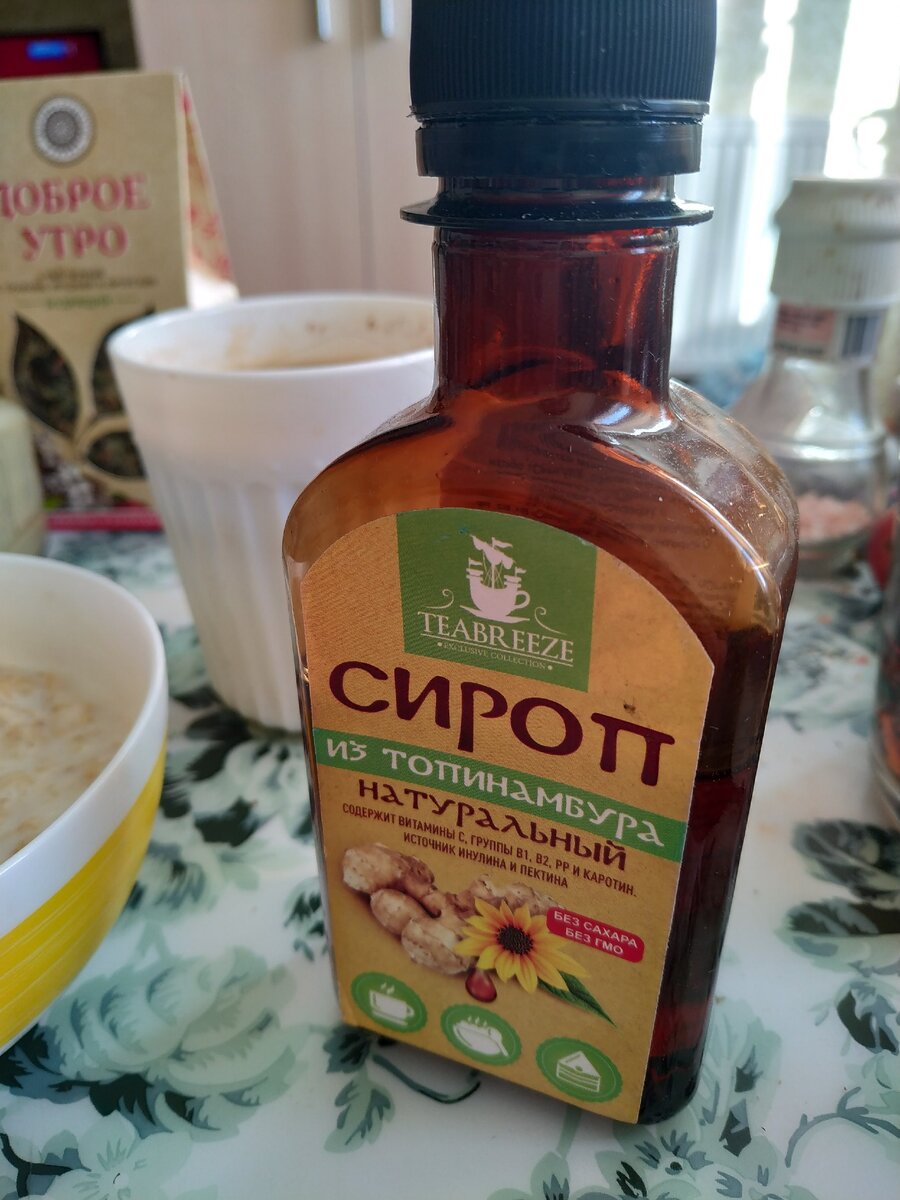 ДОБРОЕ
УТРО
TEABREEZE
EXCLUSIVE COLLECTION
СИРОП
ИЗ ТОПИНАМБУРА
НАТУРАЛЬНЫЙ
СОДЕРЖИТ ВИТАМИНЫ С, ГРУППЫ В1, В2, РР И КАРОТИН.
ИСТОЧНИК ИНУЛИНА И ПЕКТИНА
БЕЗ САХАРА
БЕЗ ГМО